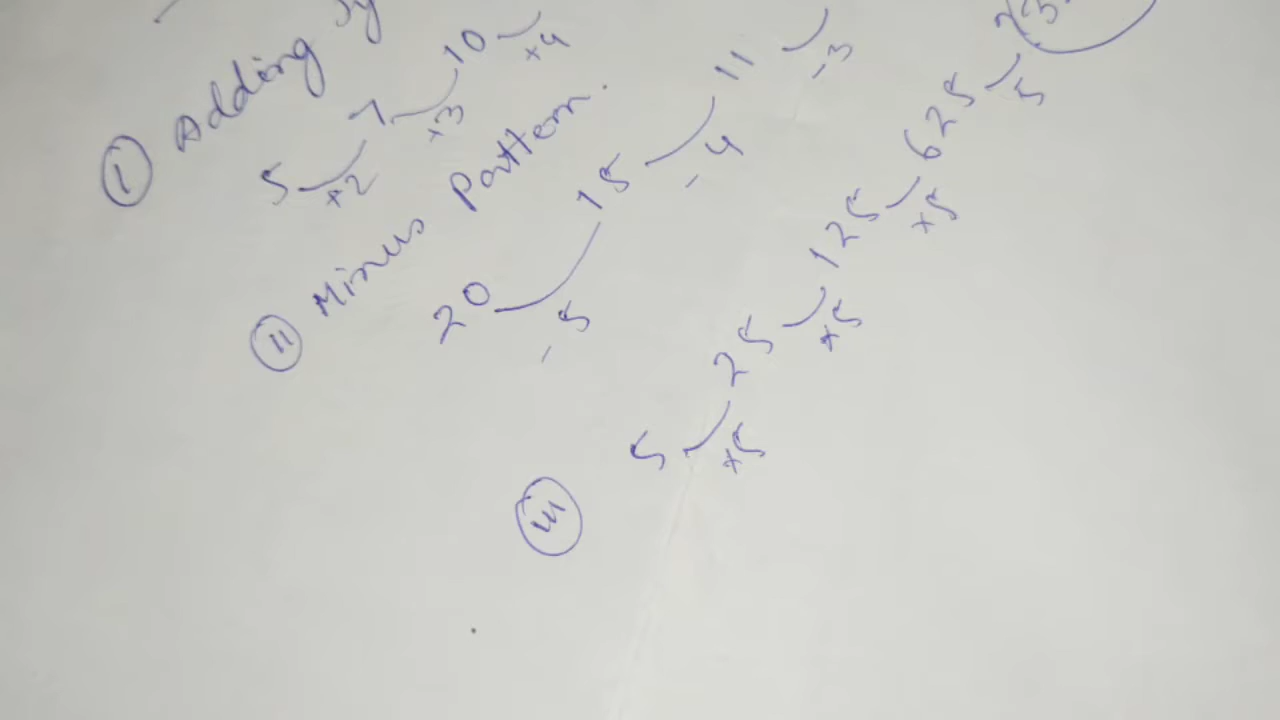 I Adding
5 7 10
+2 +3 +4
II Minus Pattern.
20 15 11
-5 -4 -3
III 5 25 125 625
×5 ×5 ×5 5